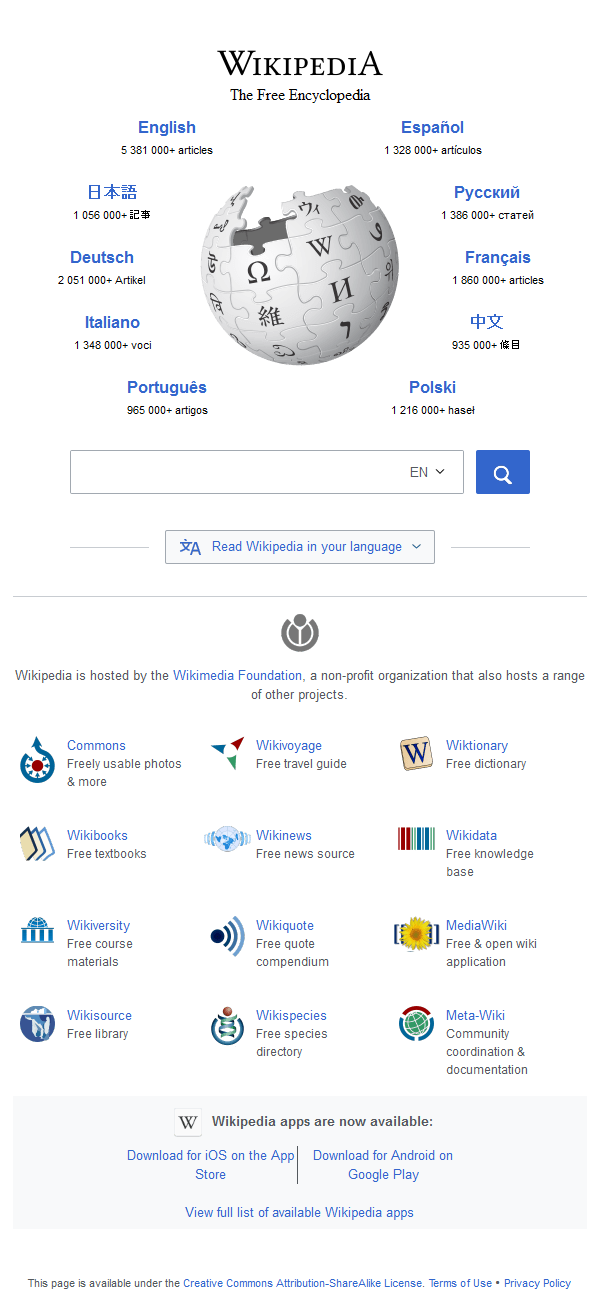 WIKIPEDIA
The Free Encyclopedia
English
5 381 000+ articles
Español
1 328 000+ artículos
日本語
1 056 000+ 記事
Русский
1 386 000+ статей
Deutsch
2 051 000+ Artikel
Français
1 860 000+ articles
Italiano
1 348 000+ voci
中文
935 000+ 條目
Português
965 000+ artigos
Polski
1 216 000+ haseł
ウィ
W
Ω
И
維
7
EN
Read Wikipedia in your language
Wikipedia is hosted by the Wikimedia Foundation, a non-profit organization that also hosts a range
of other projects.
Commons
Freely usable photos
& more
Wikivoyage
Free travel guide
W
Wiktionary
Free dictionary
Wikibooks
Free textbooks
Wikinews
Free news source
Wikidata
Free knowledge
base
Wikiversity
Free course
materials
Wikiquote
Free quote
compendium
MediaWiki
Free & open wiki
application
Wikisource
Free library
Wikispecies
Free species
directory
Meta-Wiki
Community
coordination &
documentation
W
Wikipedia apps are now available:
Download for iOS on the App
Store
Download for Android on
Google Play
View full list of available Wikipedia apps
This page is available under the Creative Commons Attribution-ShareAlike License. Terms of Use • Privacy Policy